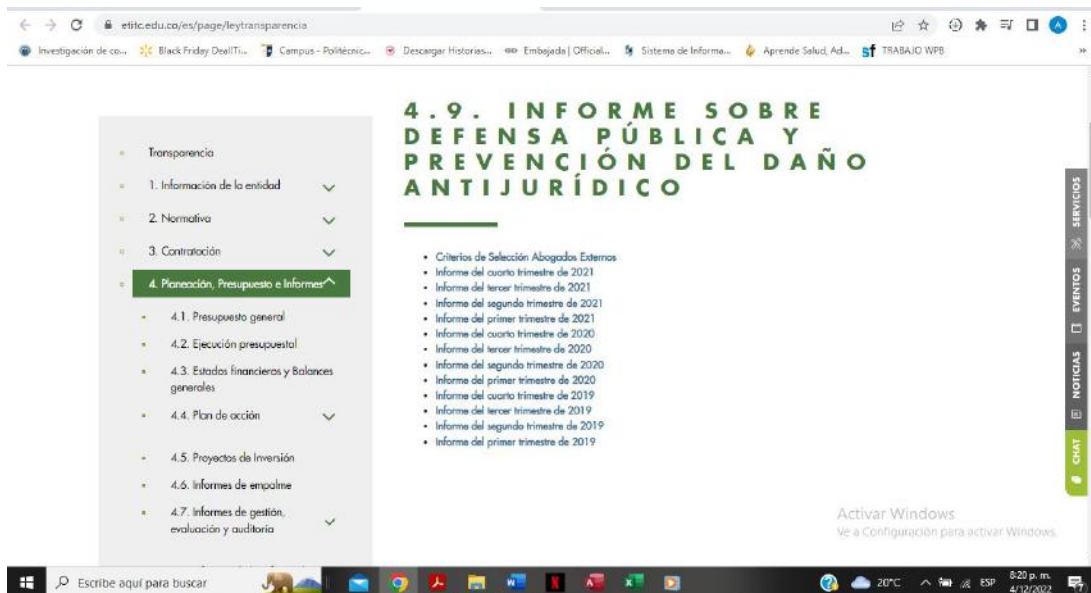 etitc.edu.co/es/page/leytransparencia
Investigación de co...
Black Friday DeallTi...
Campus - Politécnic...
Descargar Historias...
Embajada | Official...
Sistema de Informa...
Aprende Salud, Ad...
TRABAJO WPB
Transparencia
1. Información de la entidad
2. Normativa
3. Contratación
4. Planeación, Presupuesto e Informes
4.1. Presupuesto general
4.2. Ejecución presupuestal
4.3. Estados financieros y Balances
generales
4.4. Plan de acción
4.5. Proyectos de Inversión
4.6. Informes de empalme
4.7. Informes de gestión,
evaluación y auditoría
4.9. INFORME SOBRE
DEFENSA PÚBLICA Y
PREVENCIÓN DEL DAÑO
ANTIJURÍDICO
Criterios de Selección Abogados Externos
Informe del cuarto trimestre de 2021
Informe del tercer trimestre de 2021
Informe del segundo trimestre de 2021
Informe del primer trimestre de 2021
Informe del cuarto trimestre de 2020
Informe del tercer trimestre de 2020
Informe del segundo trimestre de 2020
Informe del primer trimestre de 2020
Informe del cuarto trimestre de 2019
Informe del tercer trimestre de 2019
Informe del segundo trimestre de 2019
Informe del primer trimestre de 2019
SERVICIOS
EVENTOS
NOTICIAS
CHAT
Activar Windows
Ve a Configuración para activar Windows.
Escribe aquí para buscar
20°C
ESP
8:20 p. m.
4/12/2022